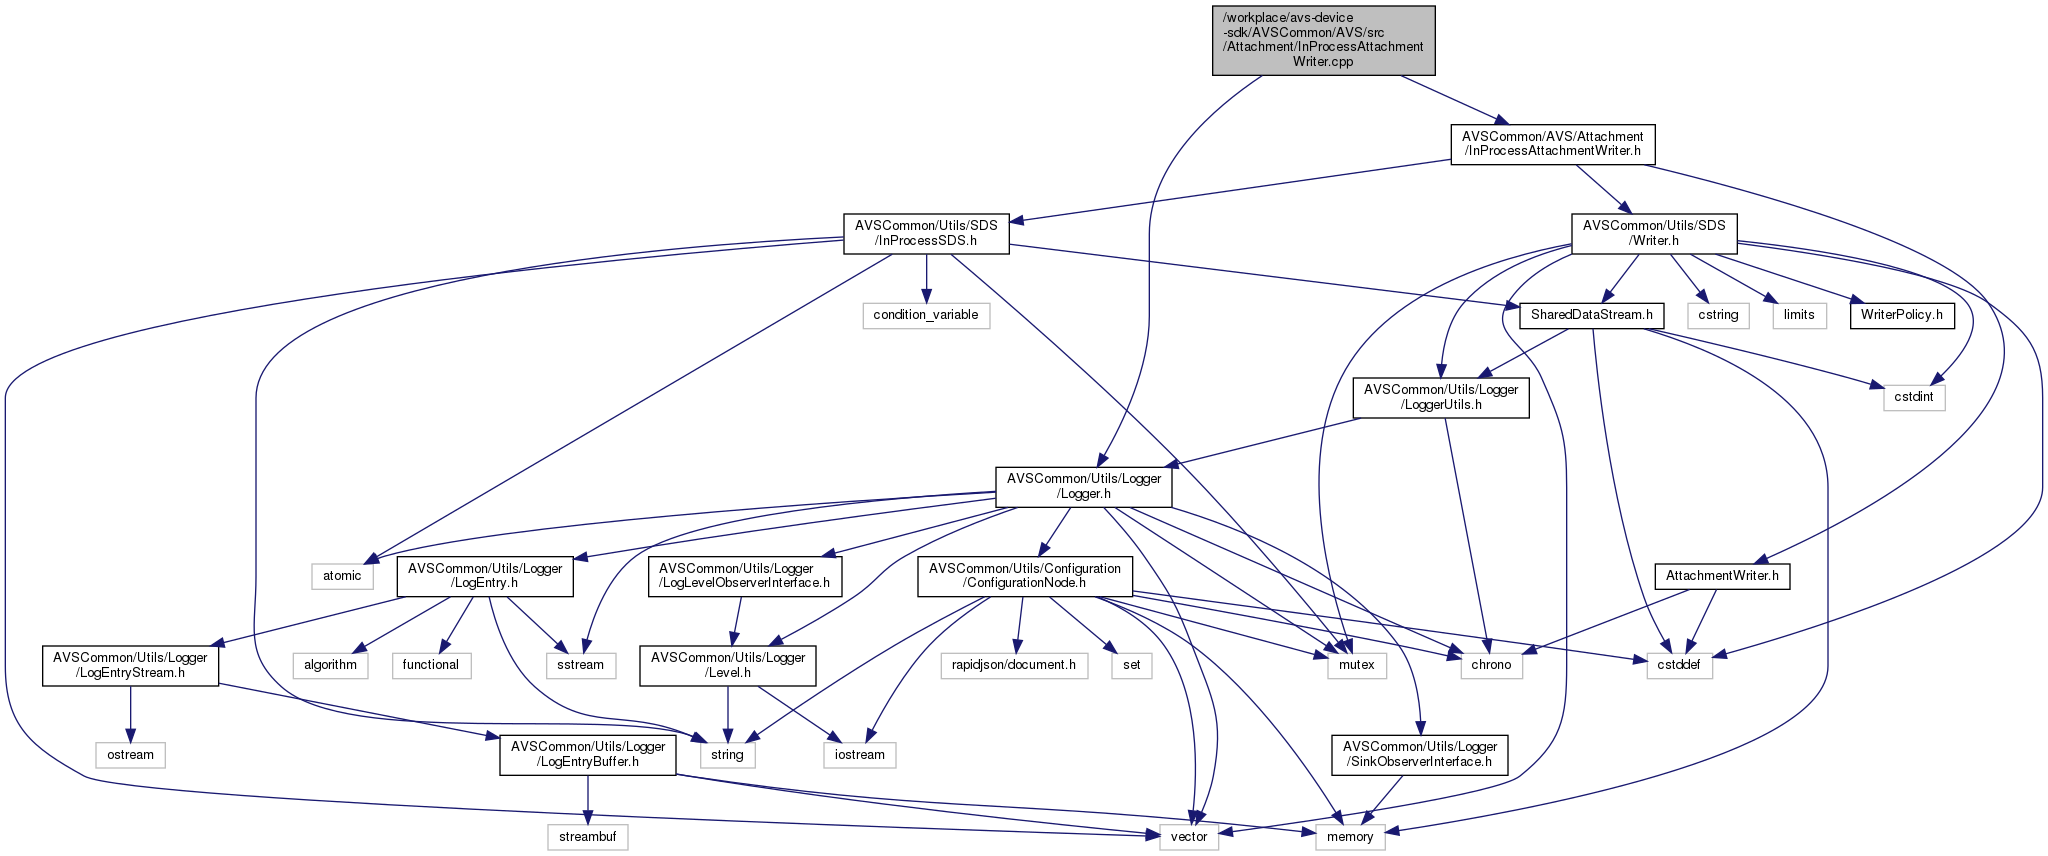 /workplace/avs-device
-sdk/AVSCommon/AVS/src
/Attachment/InProcessAttachment
Writer.cpp
AVSCommon/AVS/Attachment
/InProcessAttachmentWriter.h
AVSCommon/Utils/SDS
/InProcessSDS.h
AVSCommon/Utils/SDS
/Writer.h
condition_variable
SharedDataStream.h
cstring
limits
WriterPolicy.h
AVSCommon/Utils/Logger
/LoggerUtils.h
cstdint
AVSCommon/Utils/Logger
/Logger.h
atomic
AVSCommon/Utils/Logger
/LogEntry.h
AVSCommon/Utils/Logger
/LogLevelObserverInterface.h
AVSCommon/Utils/Configuration
/ConfigurationNode.h
AttachmentWriter.h
AVSCommon/Utils/Logger
/LogEntryStream.h
algorithm
functional
sstream
AVSCommon/Utils/Logger
/Level.h
rapidjson/document.h
set
mutex
chrono
cstddef
ostream
AVSCommon/Utils/Logger
/LogEntryBuffer.h
string
iostream
AVSCommon/Utils/Logger
/SinkObserverInterface.h
streambuf
vector
memory